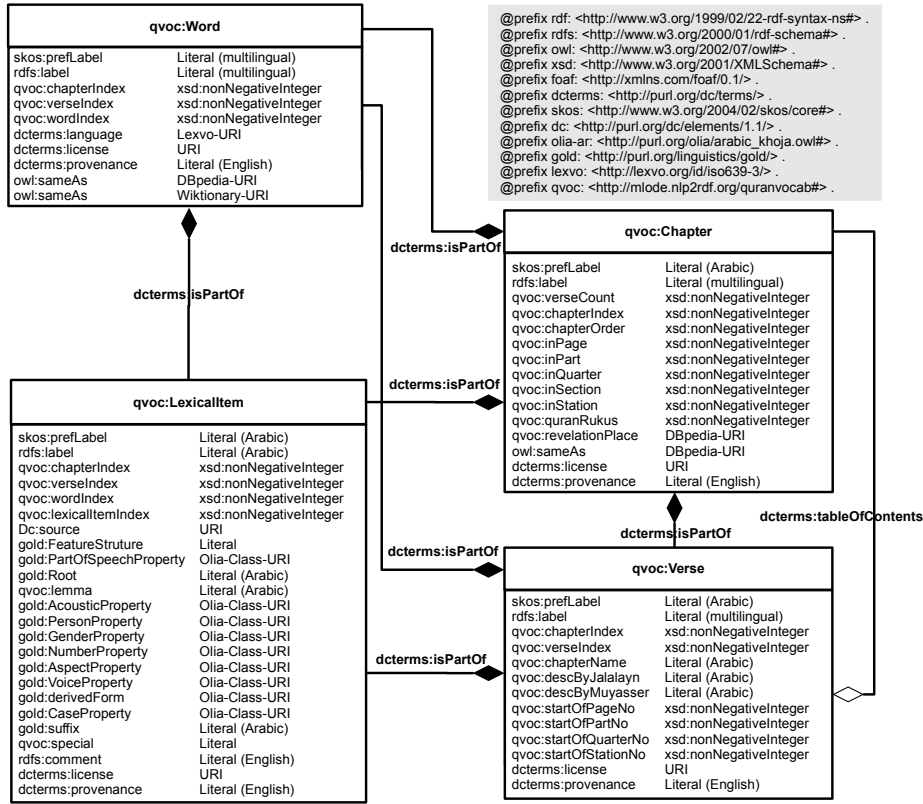 qvoc:Word
skos:prefLabel Literal (multilingual)
rdfs:label Literal (multilingual)
qvoc:chapterIndex xsd:nonNegativeInteger
qvoc:verseIndex xsd:nonNegativeInteger
qvoc:wordIndex xsd:nonNegativeInteger
dcterms:language Lexvo-URI
dcterms:license URI
dcterms:provenance Literal (English)
owl:sameAs DBpedia-URI
owl:sameAs Wiktionary-URI
@prefix rdf: <http://www.w3.org/1999/02/22-rdf-syntax-ns#> .
@prefix rdfs: <http://www.w3.org/2000/01/rdf-schema#> .
@prefix owl: <http://www.w3.org/2002/07/owl#> .
@prefix xsd: <http://www.w3.org/2001/XMLSchema#> .
@prefix foaf: <http://xmlns.com/foaf/0.1/> .
@prefix dcterms: <http://purl.org/dc/terms/> .
@prefix skos: <http://www.w3.org/2004/02/skos/core#> .
@prefix dc: <http://purl.org/dc/elements/1.1/> .
@prefix olia-ar: <http://purl.org/olia/arabic_khoja.owl#> .
@prefix gold: <http://purl.org/linguistics/gold/> .
@prefix lexvo: <http://lexvo.org/id/iso639-3/> .
@prefix qvoc: <http://mlode.nlp2rdf.org/quranvocab#> .
dcterms:isPartOf
dcterms:isPartOf
qvoc:Chapter
skos:prefLabel Literal (Arabic)
rdfs:label Literal (multilingual)
qvoc:verseCount xsd:nonNegativeInteger
qvoc:chapterIndex xsd:nonNegativeInteger
qvoc:chapterOrder xsd:nonNegativeInteger
qvoc:inPage xsd:nonNegativeInteger
qvoc:inPart xsd:nonNegativeInteger
qvoc:inQuarter xsd:nonNegativeInteger
qvoc:inSection xsd:nonNegativeInteger
qvoc:inStation xsd:nonNegativeInteger
qvoc:quranRukus xsd:nonNegativeInteger
qvoc:revelationPlace DBpedia-URI
owl:sameAs DBpedia-URI
dcterms:license URI
dcterms:provenance Literal (English)
dcterms:isPartOf
qvoc:LexicalItem
skos:prefLabel Literal (Arabic)
rdfs:label Literal (Arabic)
qvoc:chapterIndex xsd:nonNegativeInteger
qvoc:verseIndex xsd:nonNegativeInteger
qvoc:wordIndex xsd:nonNegativeInteger
qvoc:lexicalItemIndex xsd:nonNegativeInteger
Dc:source URI
gold:FeatureStruture Literal
gold:PartOfSpeechProperty Olia-Class-URI
gold:Root Literal (Arabic)
qvoc:lemma Literal (Arabic)
gold:AcousticProperty Olia-Class-URI
gold:PersonProperty Olia-Class-URI
gold:GenderProperty Olia-Class-URI
gold:NumberProperty Olia-Class-URI
gold:AspectProperty Olia-Class-URI
gold:VoiceProperty Olia-Class-URI
gold:derivedForm Olia-Class-URI
gold:CaseProperty Olia-Class-URI
gold:suffix Literal (Arabic)
qvoc:special Literal
rdfs:comment Literal (English)
dcterms:license URI
dcterms:provenance Literal (English)
dcterms:tableOfContents
dcterms:isPartOf
dcterms:isPartOf
dcterms:isPartOf
qvoc:Verse
skos:prefLabel Literal (Arabic)
rdfs:label Literal (multilingual)
qvoc:chapterIndex xsd:nonNegativeInteger
qvoc:verseIndex xsd:nonNegativeInteger
qvoc:chapterName Literal (Arabic)
qvoc:descByJalalayn Literal (Arabic)
qvoc:descByMuyasser Literal (Arabic)
qvoc:startOfPageNo xsd:nonNegativeInteger
qvoc:startOfPartNo xsd:nonNegativeInteger
qvoc:startOfQuarterNo xsd:nonNegativeInteger
qvoc:startOfStationNo xsd:nonNegativeInteger
dcterms:license URI
dcterms:provenance Literal (English)